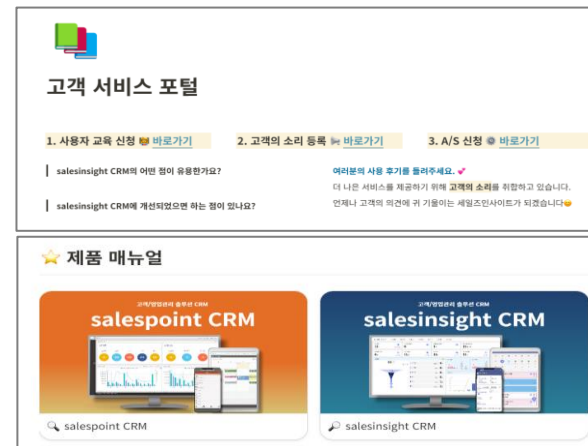 고객 서비스 포털
1. 사용자 교육 신청 바로가기
2. 고객의 소리 등록 바로가기
3. A/S 신청 바로가기
salesinsight CRM의 어떤 점이 유용한가요?
salesinsight CRM에 개선되었으면 하는 점이 있나요?
여러분의 사용 후기를 들려주세요.
더 나은 서비스를 제공하기 위해 고객의 소리를 취합하고 있습니다.
언제나 고객의 의견에 귀 기울이는 세일즈인사이트가 되겠습니다
제품 매뉴얼
고객/영업관리 솔루션 CRM
salespoint CRM
salespoint CRM
고객/영업관리 솔루션 CRM
salesinsight CRM
salesinsight CRM